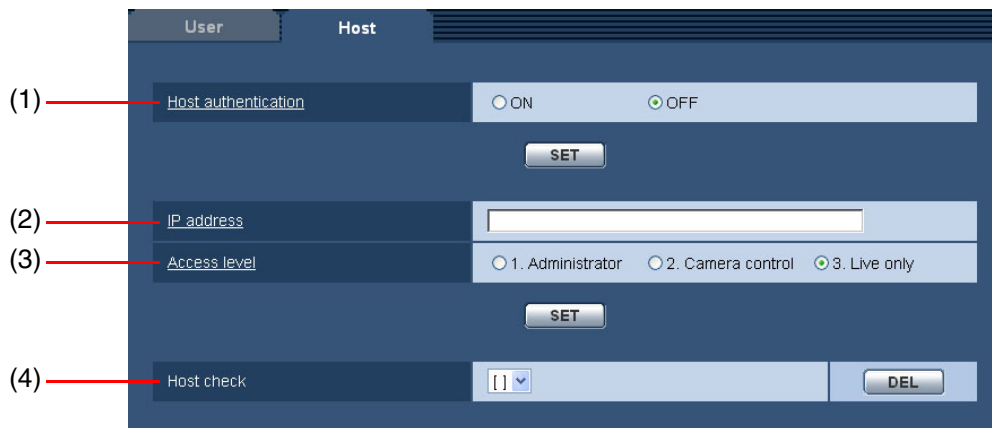 User Host
(1) Host authentication ON OFF
SET
(2) IP address
(3) Access level 1. Administrator 2. Camera control 3. Live only
SET
(4) Host check [ ] DEL